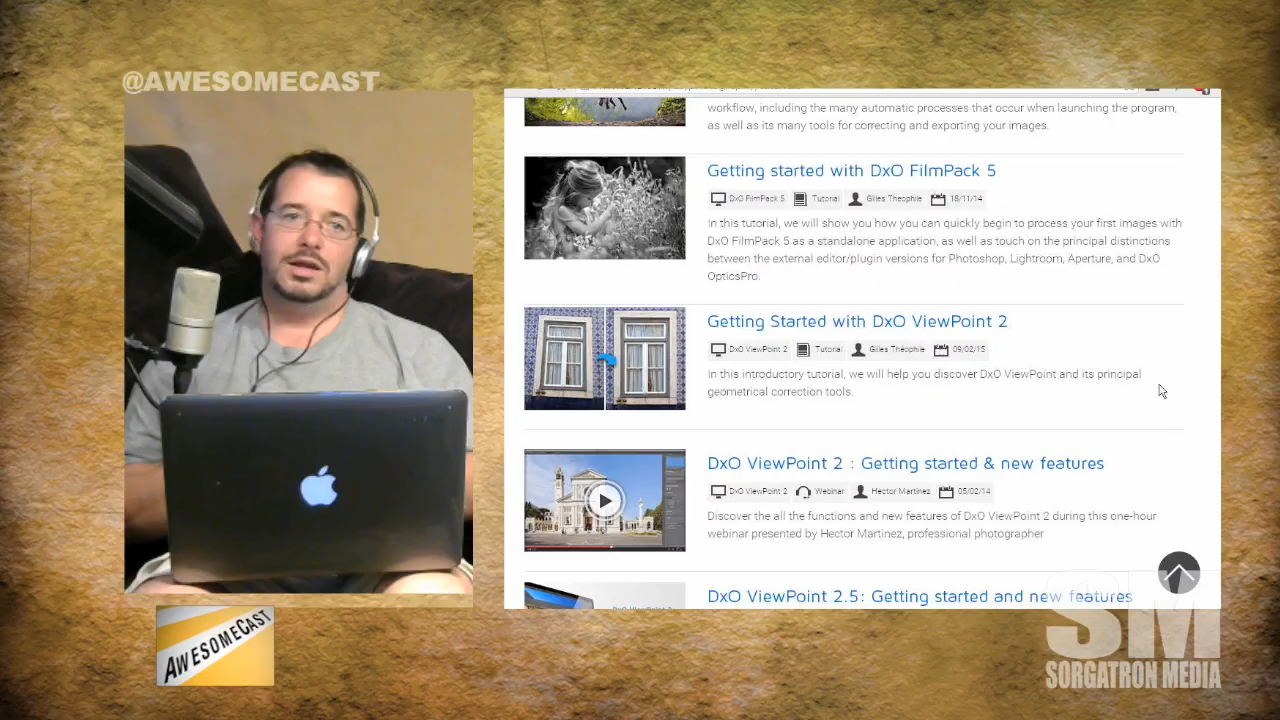 @AWESOMECAST
workflow, including the many automatic processes that occur when launching the program,
as well as its many tools for correcting and exporting your images.
Getting started with DxO FilmPack 5
DxO FilmPack 5 Tutorial Gilles Theophile 18/11/14
In this tutorial, we will show you how you can quickly begin to process your first images with
DxO FilmPack 5 as a standalone application, as well as touch on the principal distinctions
between the external editor/plugin versions for Photoshop, Lightroom, Aperture, and DxO
OpticsPro.
Getting Started with DxO ViewPoint 2
DxO ViewPoint 2 Tutorial Gilles Théophile 09/02/15
In this introductory tutorial, we will help you discover DxO ViewPoint and its principal
geometrical correction tools.
DxO ViewPoint 2 : Getting started & new features
DxO ViewPoint 2 Webinar Hector Martinez 05/02/14
Discover the all the functions and new features of DxO ViewPoint 2 during this one-hour
webinar presented by Hector Martinez, professional photographer
DxO ViewPoint 2.5: Getting started and new features
AWESOMECAST
SM
SORGATRON MEDIA